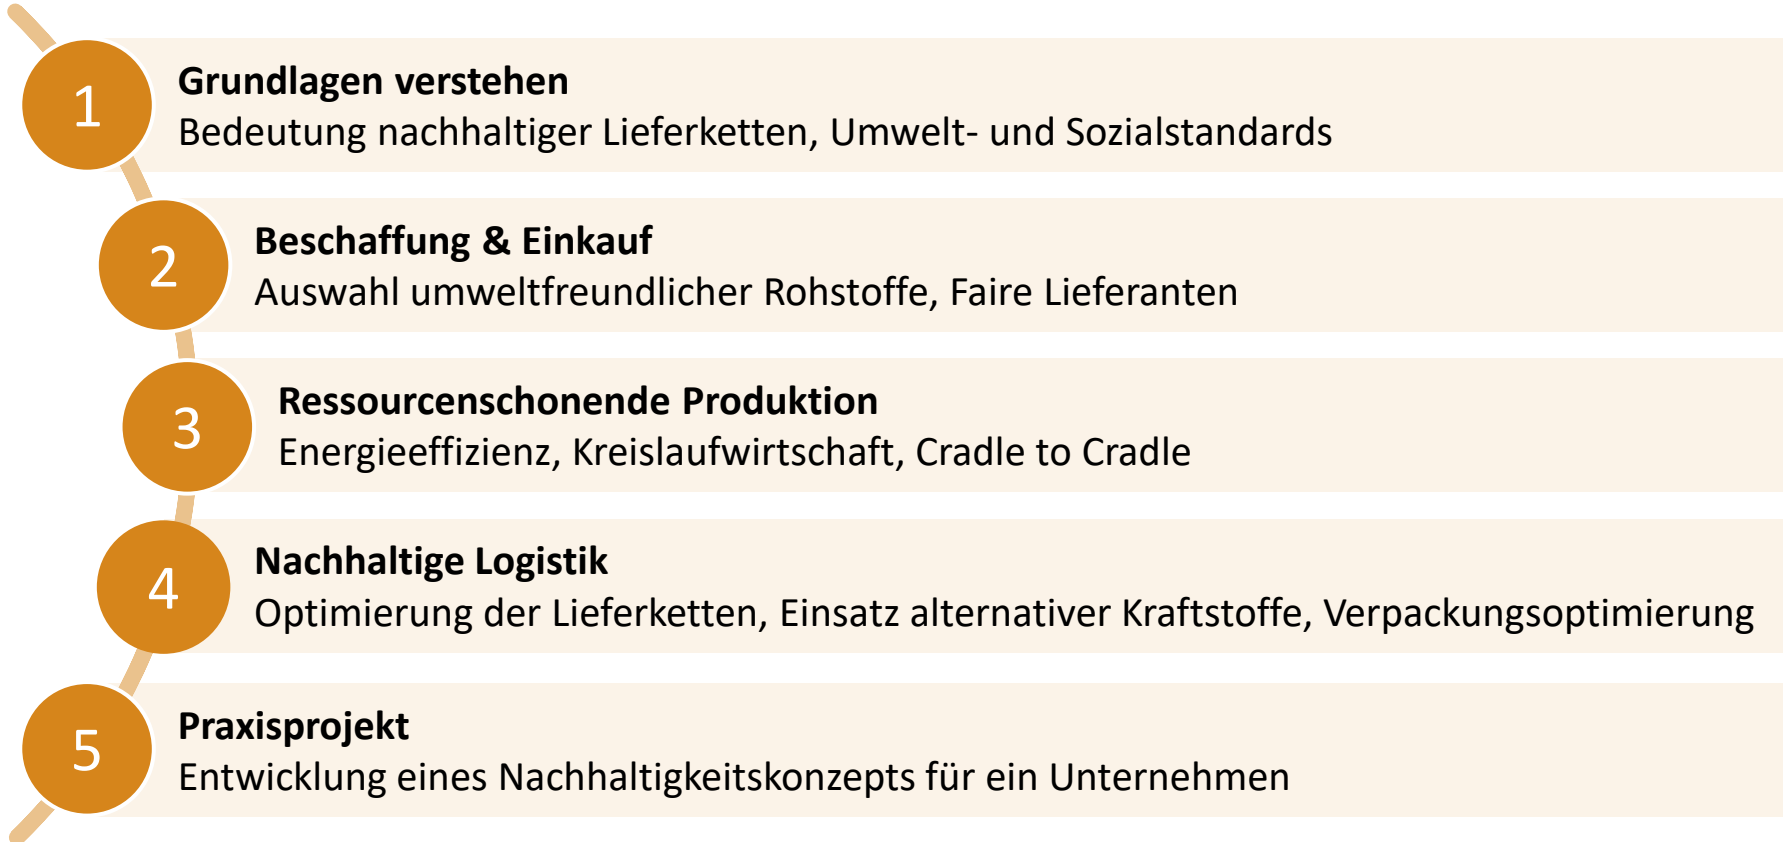 1
Grundlagen verstehen
Bedeutung nachhaltiger Lieferketten, Umwelt- und Sozialstandards
2
Beschaffung & Einkauf
Auswahl umweltfreundlicher Rohstoffe, Faire Lieferanten
3
Ressourcenschonende Produktion
Energieeffizienz, Kreislaufwirtschaft, Cradle to Cradle
4
Nachhaltige Logistik
Optimierung der Lieferketten, Einsatz alternativer Kraftstoffe, Verpackungsoptimierung
5
Praxisprojekt
Entwicklung eines Nachhaltigkeitskonzepts für ein Unternehmen